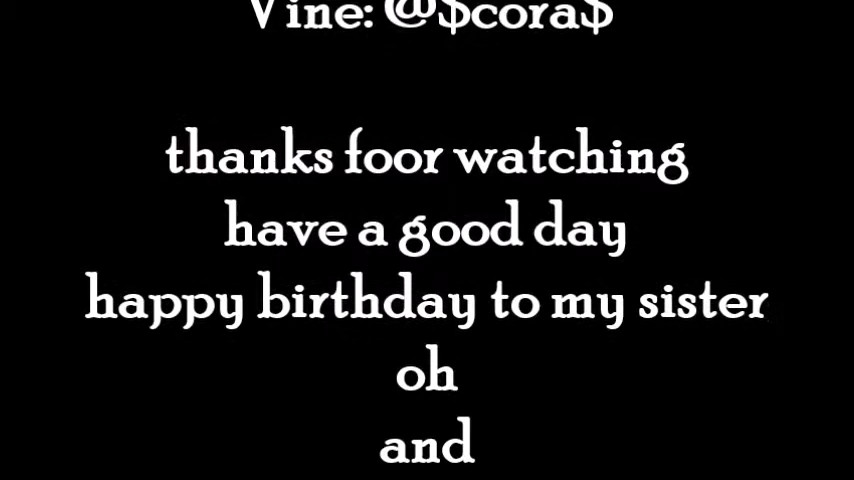 Vine: @$cora$
thanks foor watching
have a good day
happy birthday to my sister
oh
and